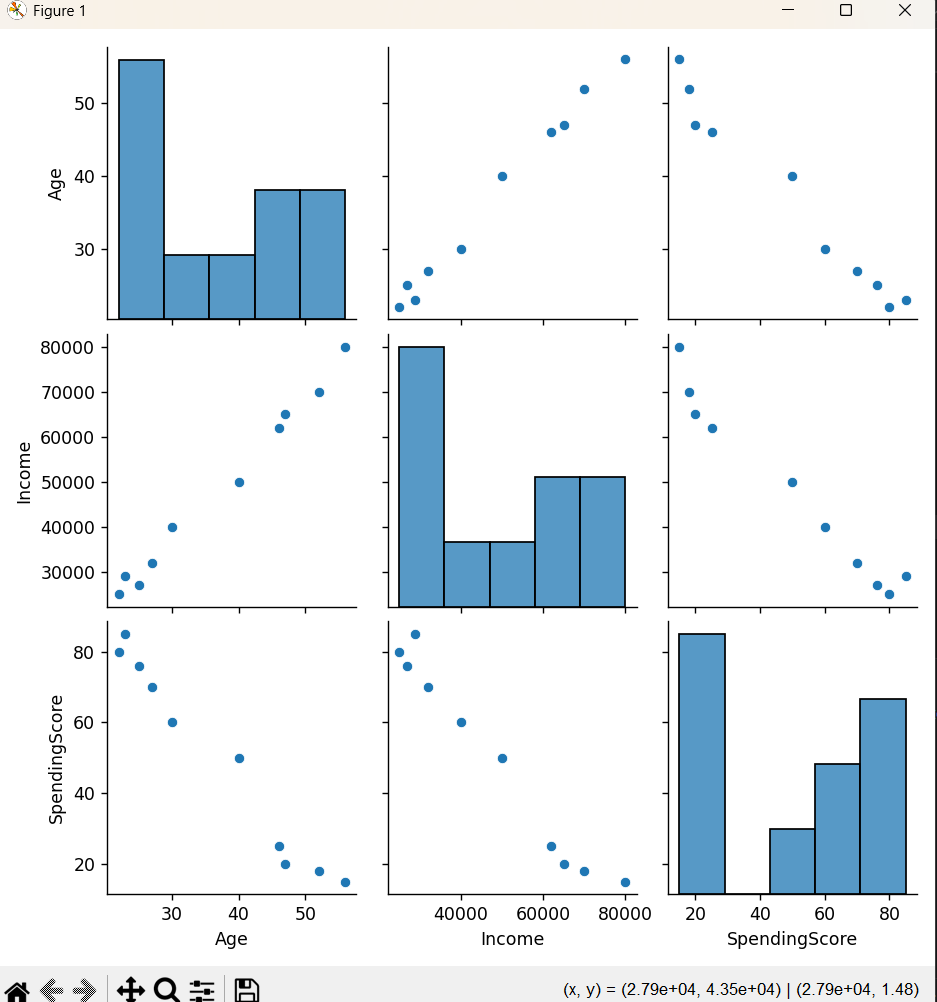 Figure 1
50
40
30
Age
80000
70000
60000
50000
40000
30000
Income
80
60
40
20
SpendingScore
30 40 50
40000 60000 80000
20 40 60 80
Age
Income
SpendingScore
(x, y) = (2.79e+04, 4.35e+04) | (2.79e+04, 1.48)